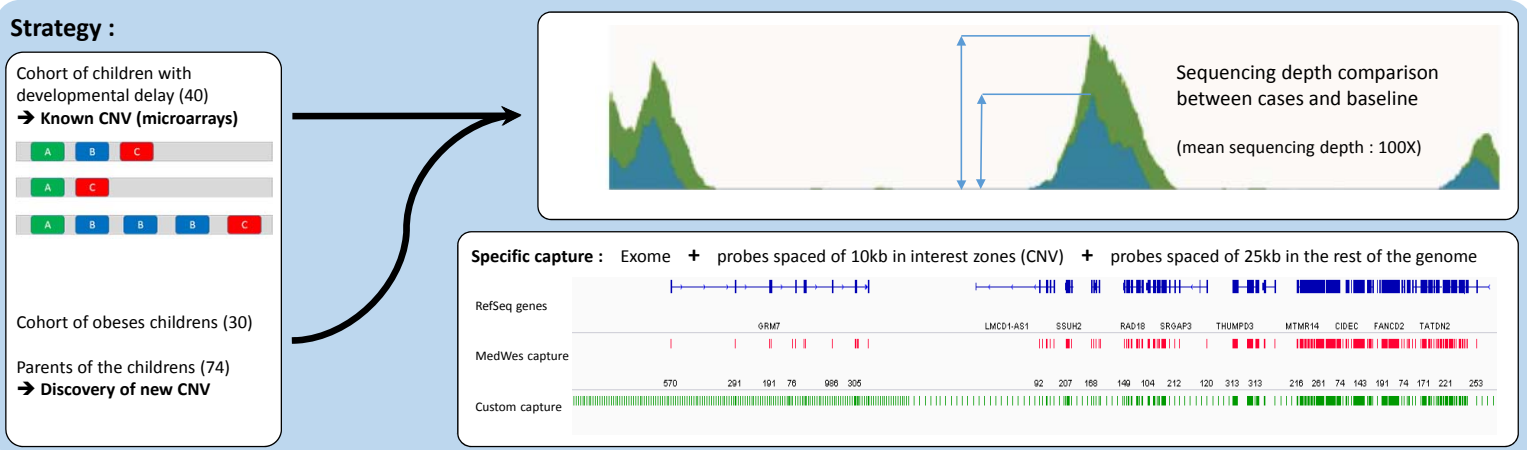 Strategy :
Cohort of children with
developmental delay (40)
➔ Known CNV (microarrays)
A B C
A C
A B B B C
Cohort of obeses childrens (30)
Parents of the childrens (74)
➔ Discovery of new CNV
Sequencing depth comparison
between cases and baseline
(mean sequencing depth : 100X)
Specific capture : Exome + probes spaced of 10kb in interest zones (CNV) + probes spaced of 25kb in the rest of the genome
RefSeq genes
GRM7 LMCD1-AS1 SSUH2 RAD18 SRGAP3 THUMPD3 MTMR14 CIDEC FANCD2 TATDN2
MedWes capture
570 291 191 76 986 305 92 207 168 149 104 212 120 313 313 216 261 74 143 191 74 171 221 253
Custom capture